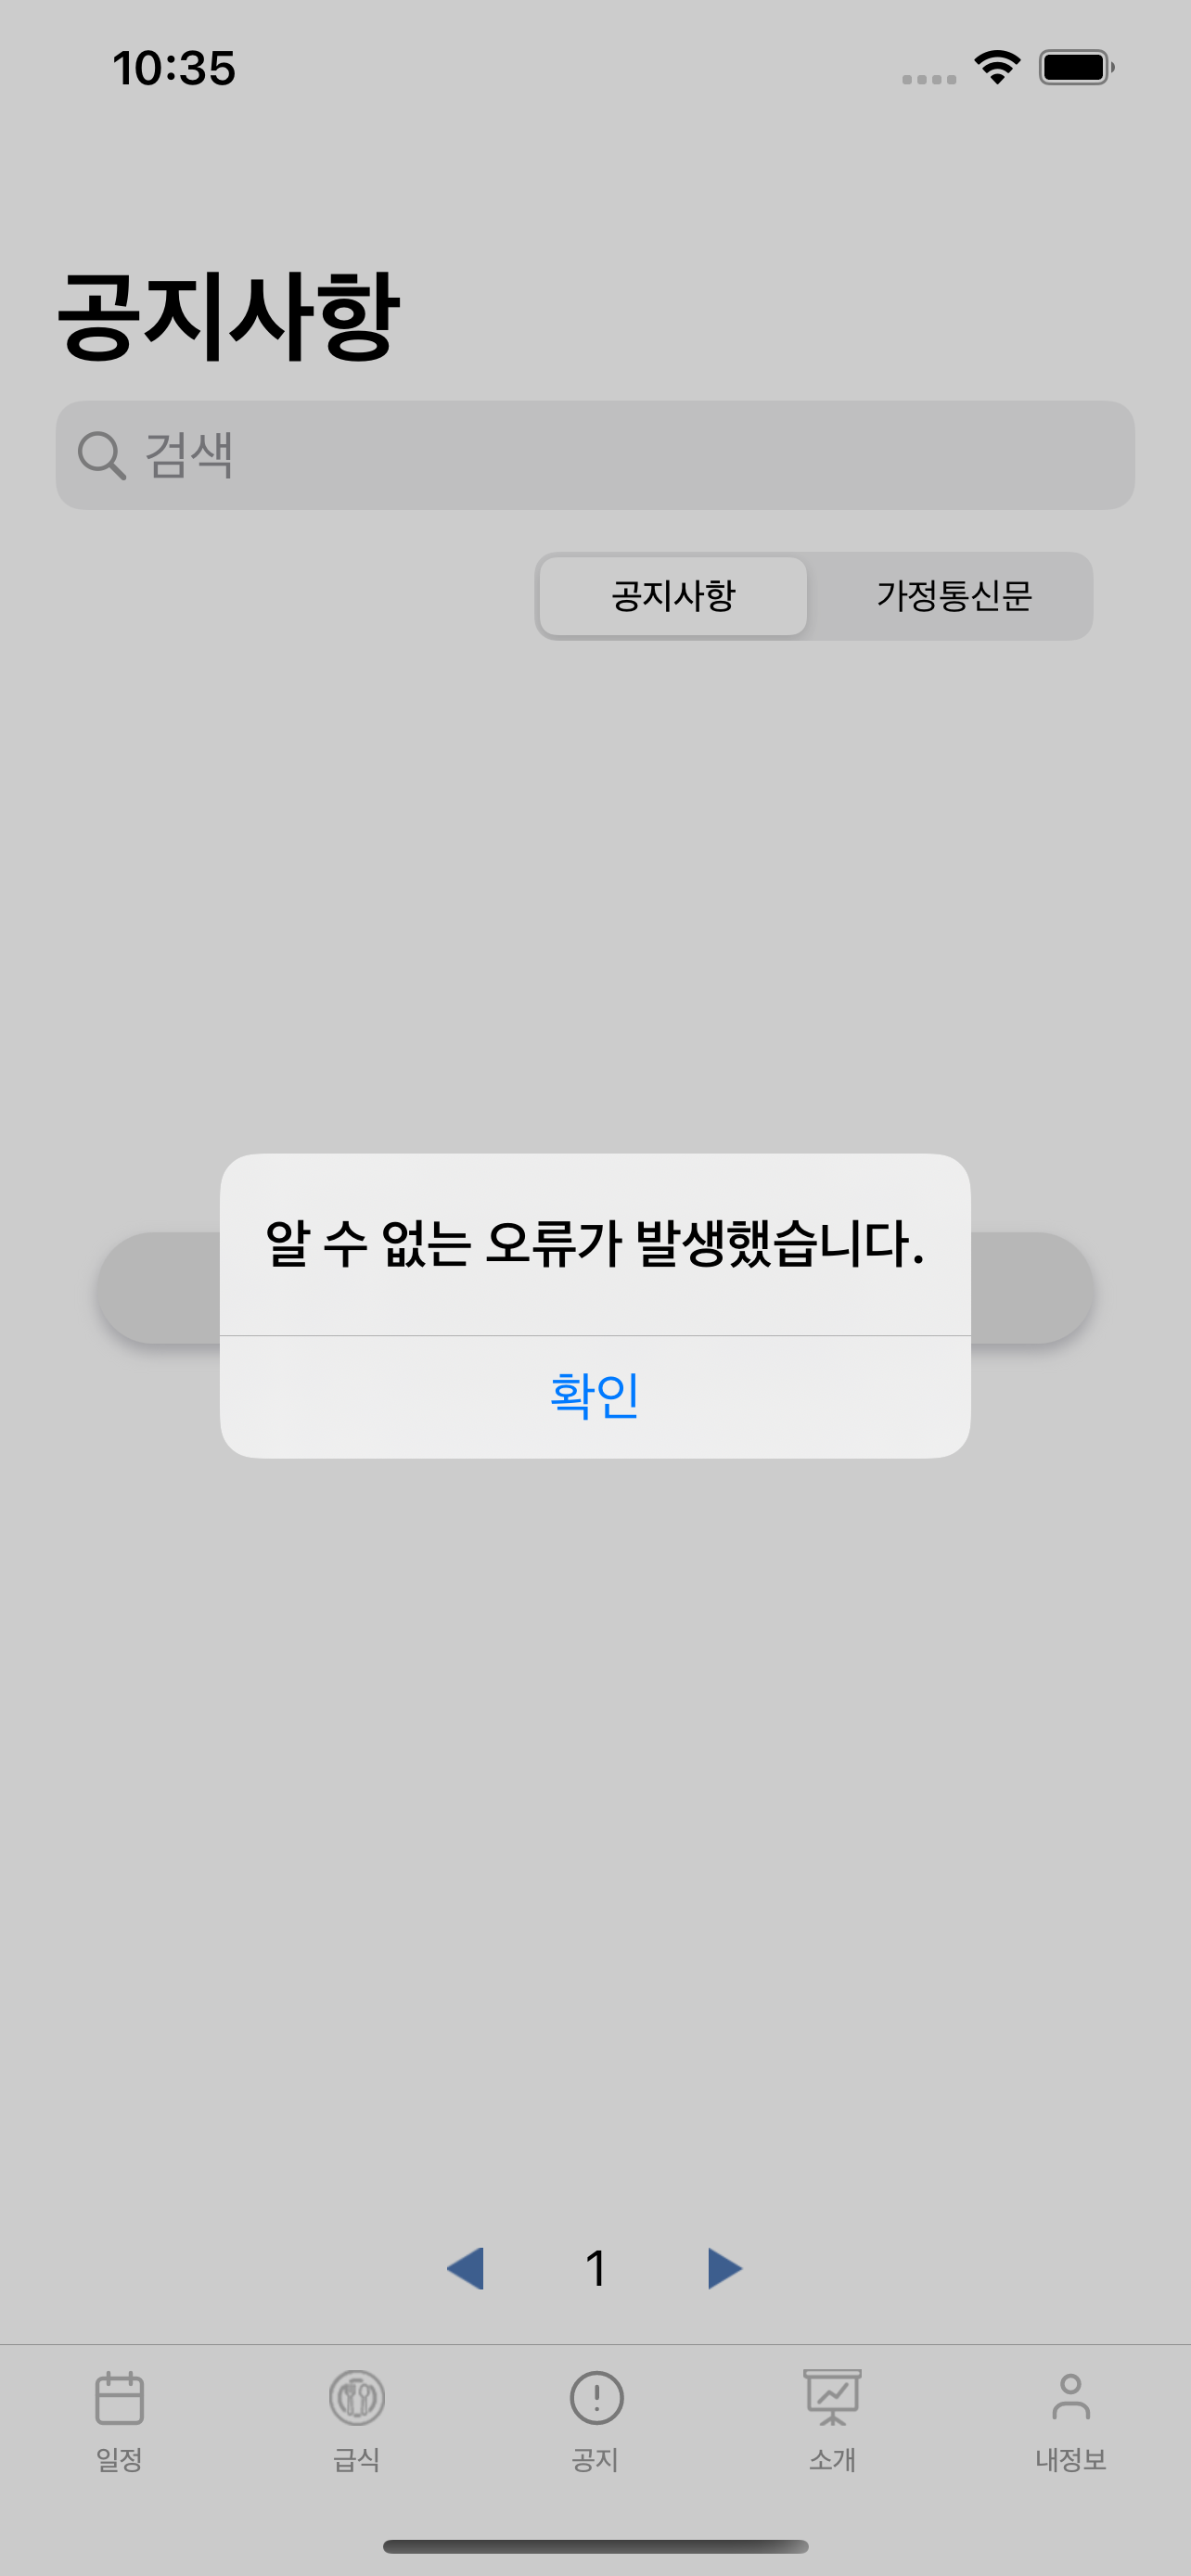 10:35
공지사항
검색
공지사항 가정통신문
알 수 없는 오류가 발생했습니다.
확인
1
일정 급식 공지 소개 내정보